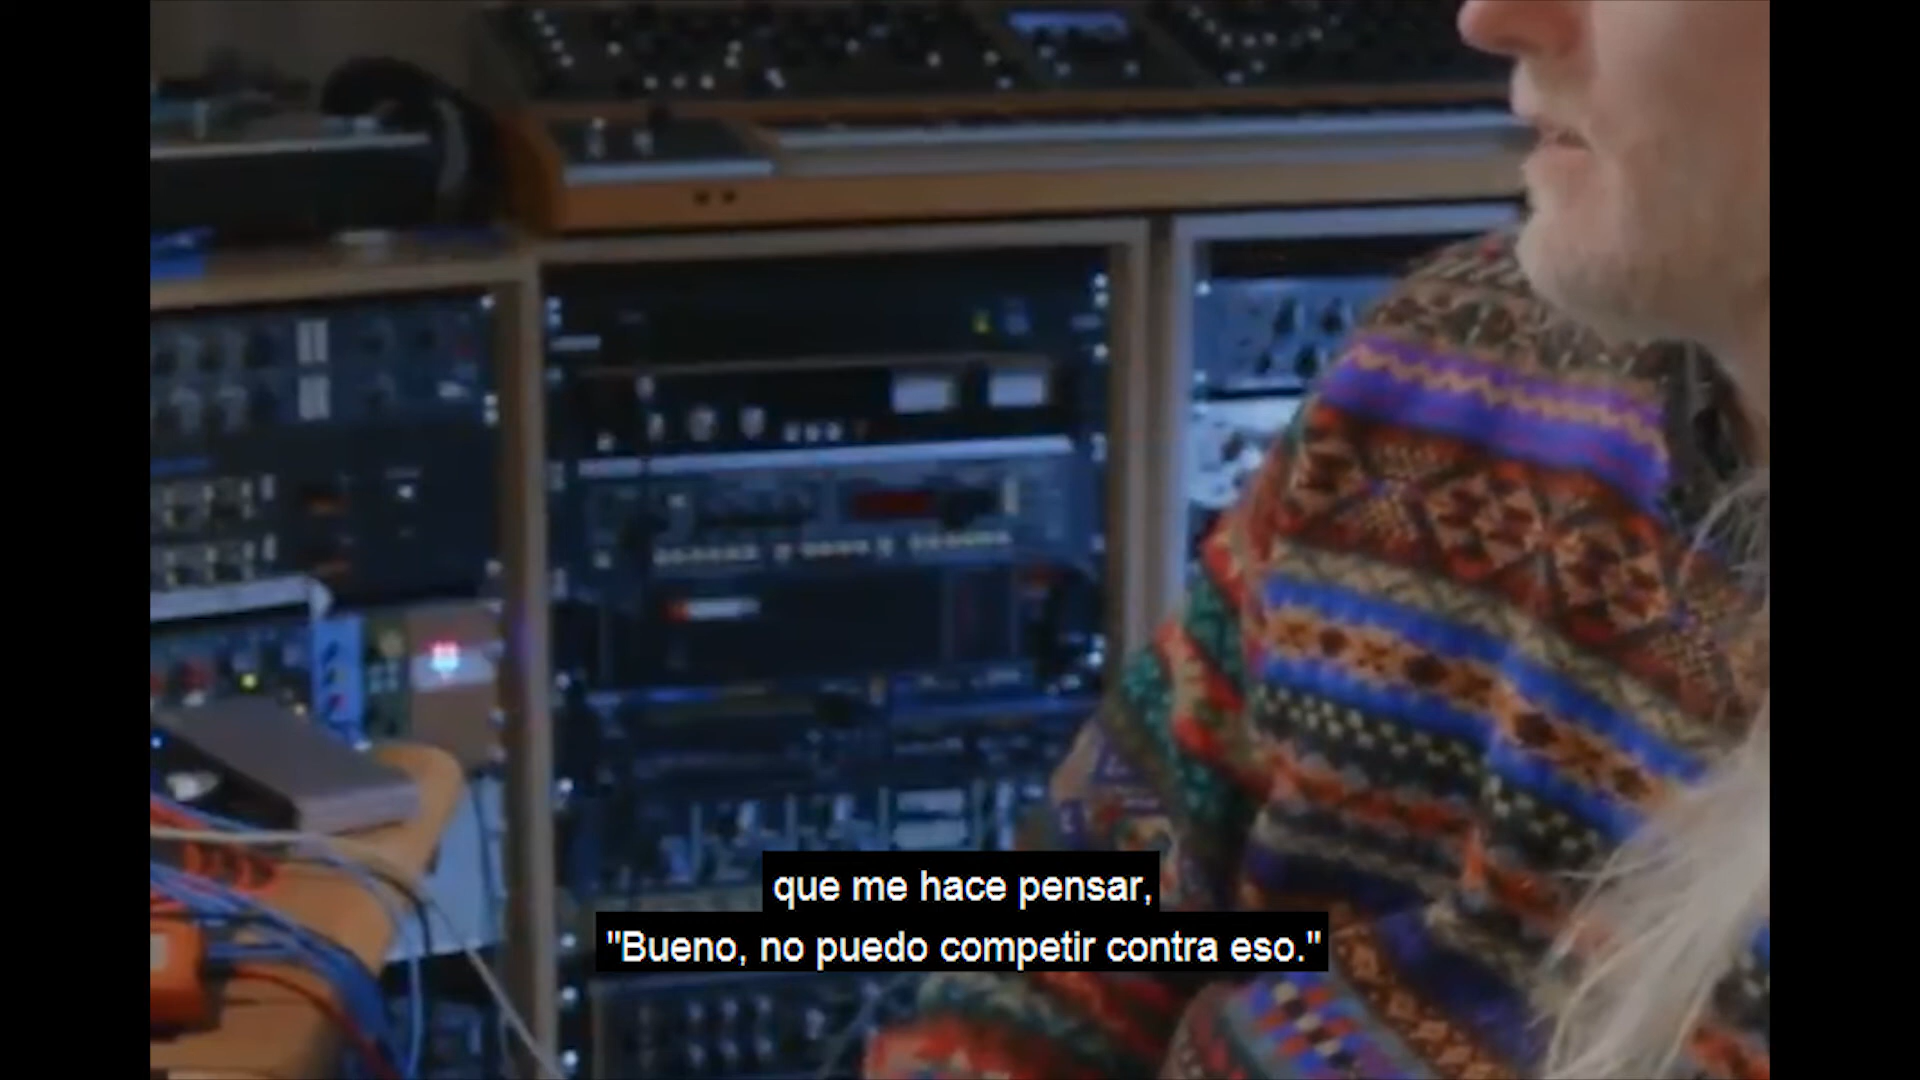 que me hace pensar,
"Bueno, no puedo competir contra eso."